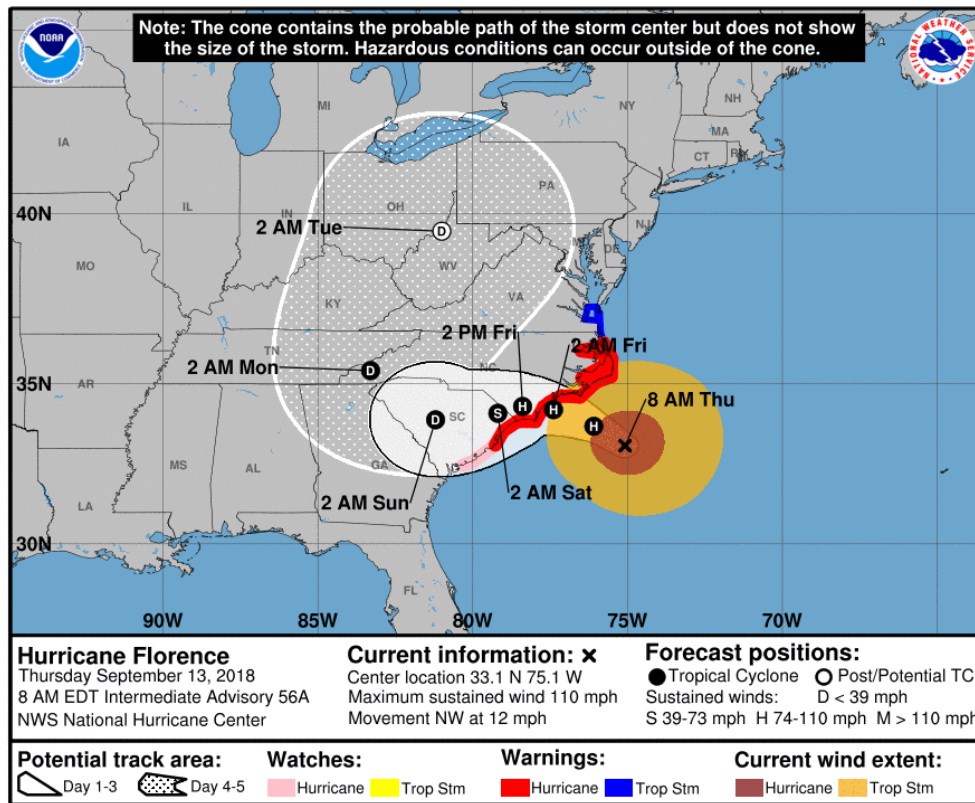 Note: The cone contains the probable path of the storm center but does not show
the size of the storm. Hazardous conditions can occur outside of the cone.
NOAA
NATIONAL WEATHER SERVICE
MI
NY
NH
IA
MA
CT
RI
PA
IL
IN
OH
NJ
40N
2 AM Tue
D
MD
DE
MO
WV
KY
VA
2 PM Fri
2 AM Fri
TN
2 AM Mon
D
NC
35N
AR
8 AM Thu
H
H
S
SC
D
H
MS
AL
GA
2 AM Sun
2 AM Sat
LA
30N
FL
90W
85W
80W
75W
70W
Hurricane Florence
Thursday September 13, 2018
8 AM EDT Intermediate Advisory 56A
NWS National Hurricane Center
Current information: ×
Center location 33.1 N 75.1 W
Maximum sustained wind 110 mph
Movement NW at 12 mph
Forecast positions:
Tropical Cyclone Post/Potential TC
Sustained winds: D < 39 mph
S 39-73 mph H 74-110 mph M > 110 mph
Potential track area:
Day 1-3 Day 4-5
Watches:
Hurricane Trop Stm
Warnings:
Hurricane Trop Stm
Current wind extent:
Hurricane Trop Stm